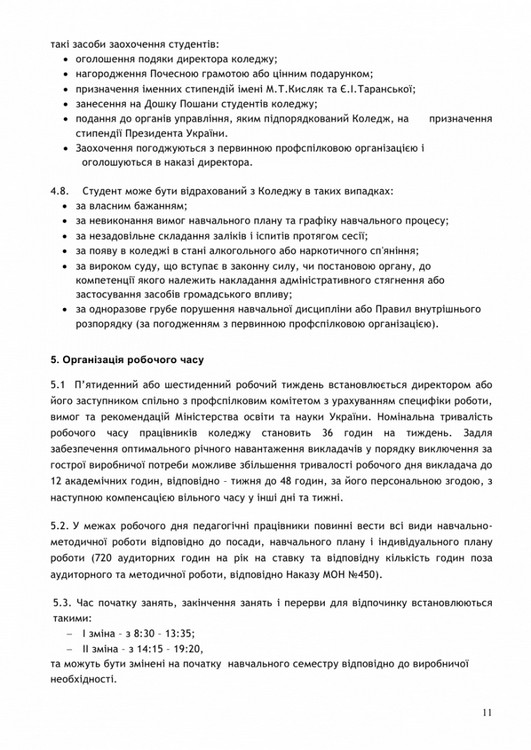 такі засоби заохочення студентів:
• оголошення подяки директора коледжу;
• нагородження Почесною грамотою або цінним подарунком;
• призначення іменних стипендій імені М.Т.Кисляк та Є.І.Таранської;
• занесення на Дошку Пошани студентів коледжу;
• подання до органів управління, яким підпорядкований Коледж, на призначення
стипендії Президента України.
• Заохочення погоджуються з первинною профспілковою організацією і
оголошуються в наказі директора.
4.8. Студент може бути відрахований з Коледжу в таких випадках:
• за власним бажанням;
• за невиконання вимог навчального плану та графіку навчального процесу;
• за незадовільне складання заліків і іспитів протягом сесії;
• за появу в коледжі в стані алкогольного або наркотичного сп'яніння;
• за вироком суду, що вступає в законну силу, чи постановою органу, до
компетенції якого належить накладання адміністративного стягнення або
застосування засобів громадського впливу;
• за одноразове грубе порушення навчальної дисципліни або Правил внутрішнього
розпорядку (за погодженням з первинною профспілковою організацією).
5. Організація робочого часу
5.1 П’ятиденний або шестиденний робочий тиждень встановлюється директором або
його заступником спільно з профспілковим комітетом з урахуванням специфіки роботи,
вимог та рекомендацій Міністерства освіти та науки України. Номінальна тривалість
робочого часу працівників коледжу становить 36 годин на тиждень. Задля
забезпечення оптимального річного навантаження викладачів у порядку виключення за
гострої виробничої потреби можливе збільшення тривалості робочого дня викладача до
12 академічних годин, відповідно – тижня до 48 годин, за його персональною згодою, з
наступною компенсацією вільного часу у інші дні та тижні.
5.2. У межах робочого дня педагогічні працівники повинні вести всі види навчально-
методичної роботи відповідно до посади, навчального плану і індивідуального плану
роботи (720 аудиторних годин на рік на ставку та відповідну кількість годин поза
аудиторного та методичної роботи, відповідно Наказу МОН №450).
5.3. Час початку занять, закінчення занять і перерви для відпочинку встановлюються
такими:
– І зміна – з 8:30 – 13:35;
– ІІ зміна – з 14:15 – 19:20,
та можуть бути змінені на початку навчального семестру відповідно до виробничої
необхідності.
11